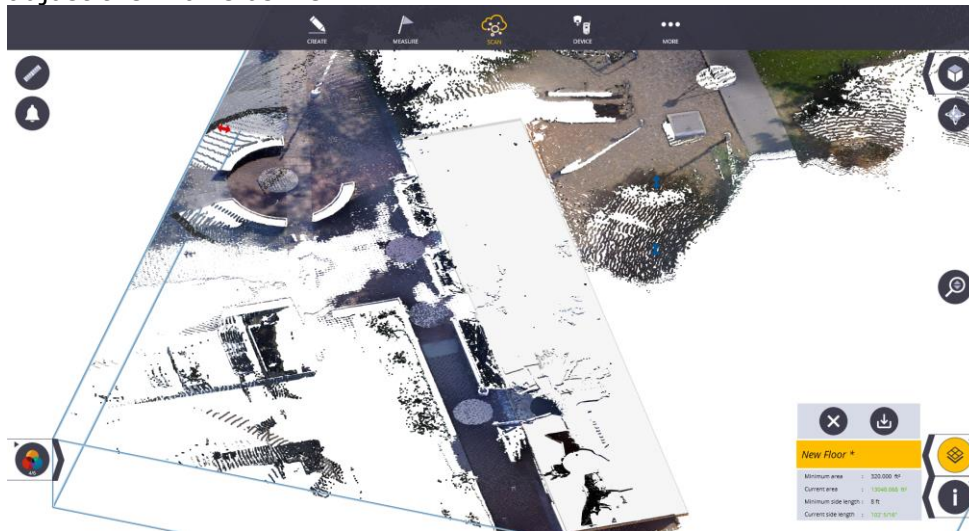 CREATE
MEASURE
SCAN
DEVICE
MORE
New Floor *
Minimum area : 320.000 ft²
Current area :
Minimum side length : 8 ft
Current side length :